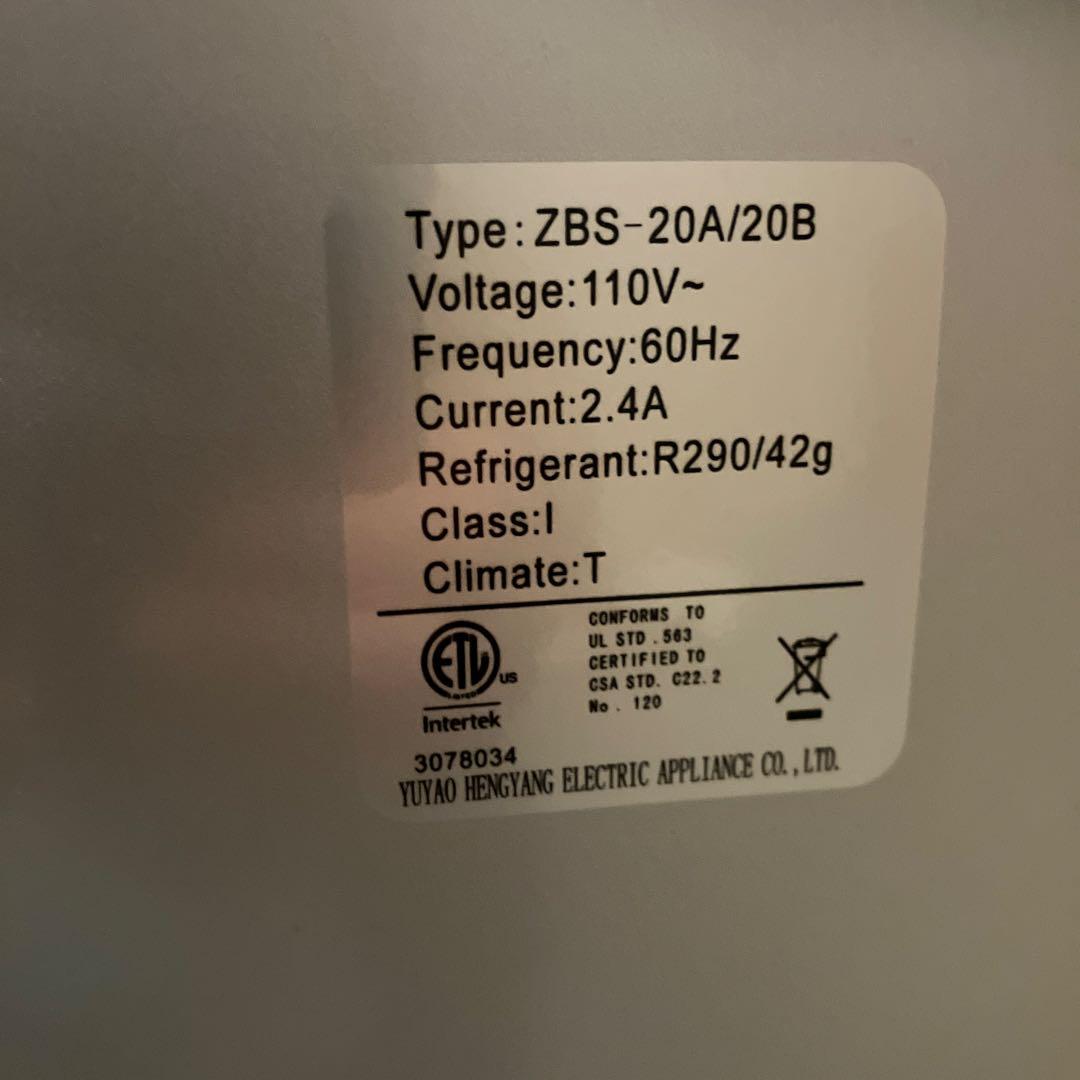 Type: ZBS-20A/20B
Voltage:110V~
Frequency:60Hz
Current:2.4A
Refrigerant:R290/42g
Class:I
Climate:T
ETL
LISTED
US
Intertek
3078034
CONFORMS TO
UL STD .563
CERTIFIED TO
CSA STD. C22.2
No . 120
YUYAO HENGYANG ELECTRIC APPLIANCE CO.,LTD.